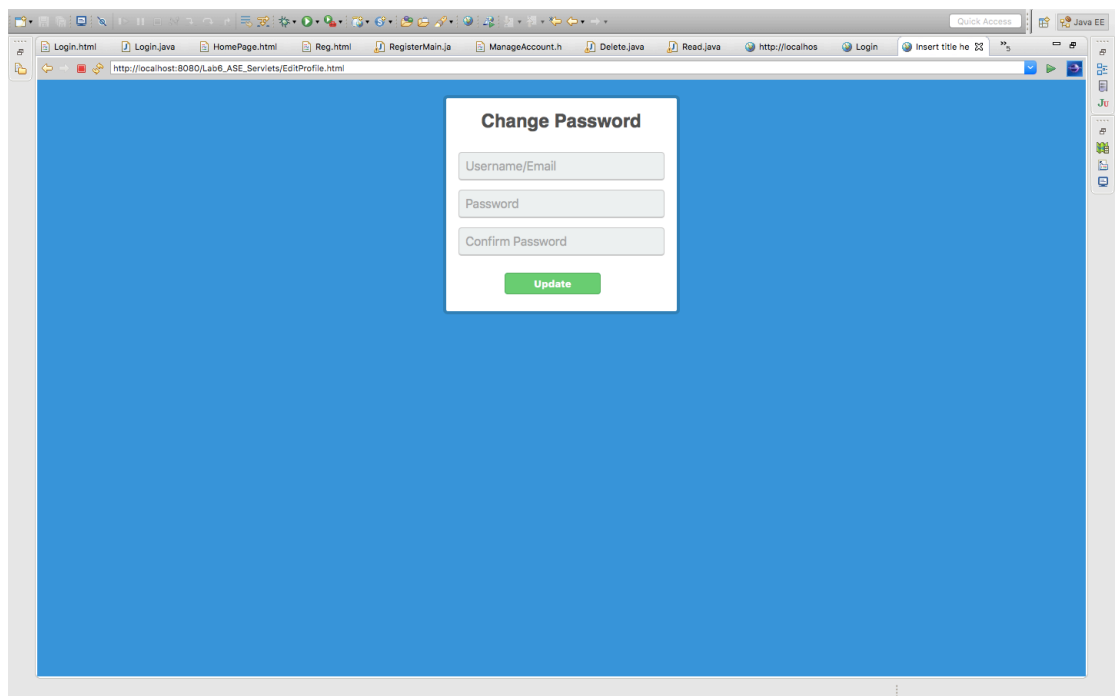 Quick Access
Java EE
Login.html
Login.java
HomePage.html
Reg.html
RegisterMain.ja
ManageAccount.h
Delete.java
Read.java
http://localhos
Login
Insert title he
»5
http://localhost:8080/Lab6_ASE_Servlets/EditProfile.html
Ju
Change Password
Username/Email
Password
Confirm Password
Update